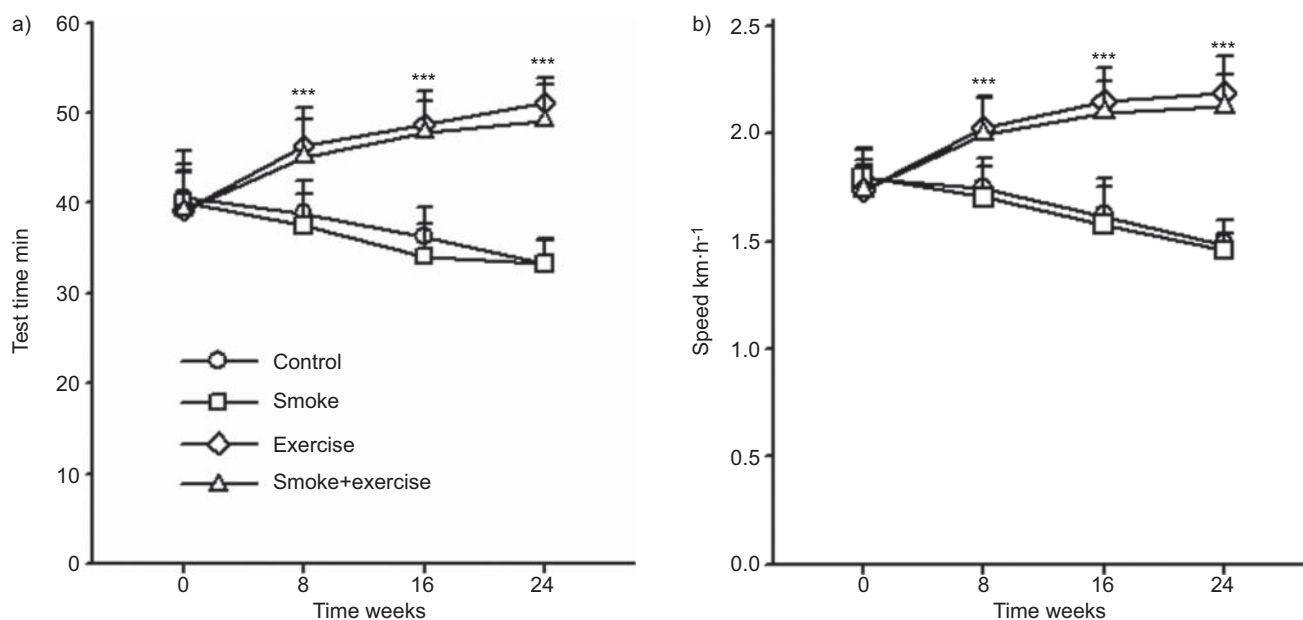 a)
60
50
40
30
20
10
0
Test time min
***
***
***
Control
Smoke
Exercise
Smoke+exercise
0 8 16 24
Time weeks
b)
2.5
2.0
1.5
1.0
0.5
0.0
Speed km·h⁻¹
***
***
***
0 8 16 24
Time weeks